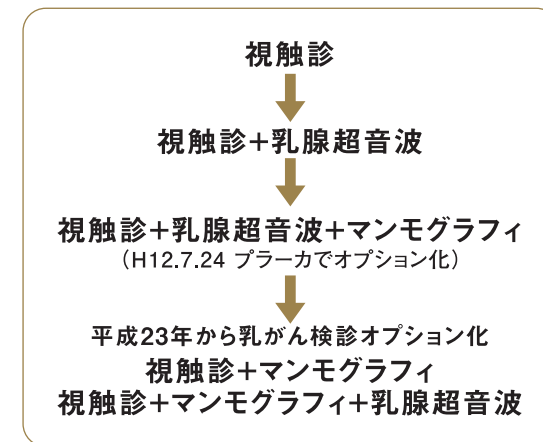 視触診
視触診+乳腺超音波
視触診+乳腺超音波+マンモグラフィ
(H12.7.24 プラーカでオプション化)
平成23年から乳がん検診オプション化
視触診+マンモグラフィ
視触診+マンモグラフィ+乳腺超音波